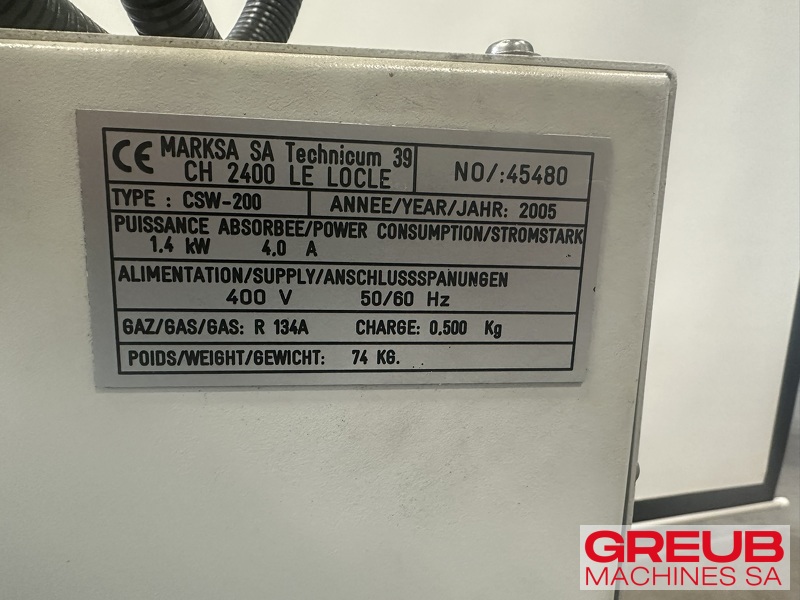 CE MARKSA SA Technicum 39
CH 2400 LE LOCLE
NO/:45480
TYPE : CSW-200
ANNEE/YEAR/JAHR: 2005
PUISSANCE ABSORBEE/POWER CONSUMPTION/STROMSTARK
1.4 kW 4.0 A
ALIMENTATION/SUPPLY/ANSCHLUSSSPANUNGEN
400 V 50/60 Hz
GAZ/GAS/GAS: R 134A CHARGE: 0,500 Kg
POIDS/WEIGHT/GEWICHT: 74 KG.
GREUB
MACHINES SA